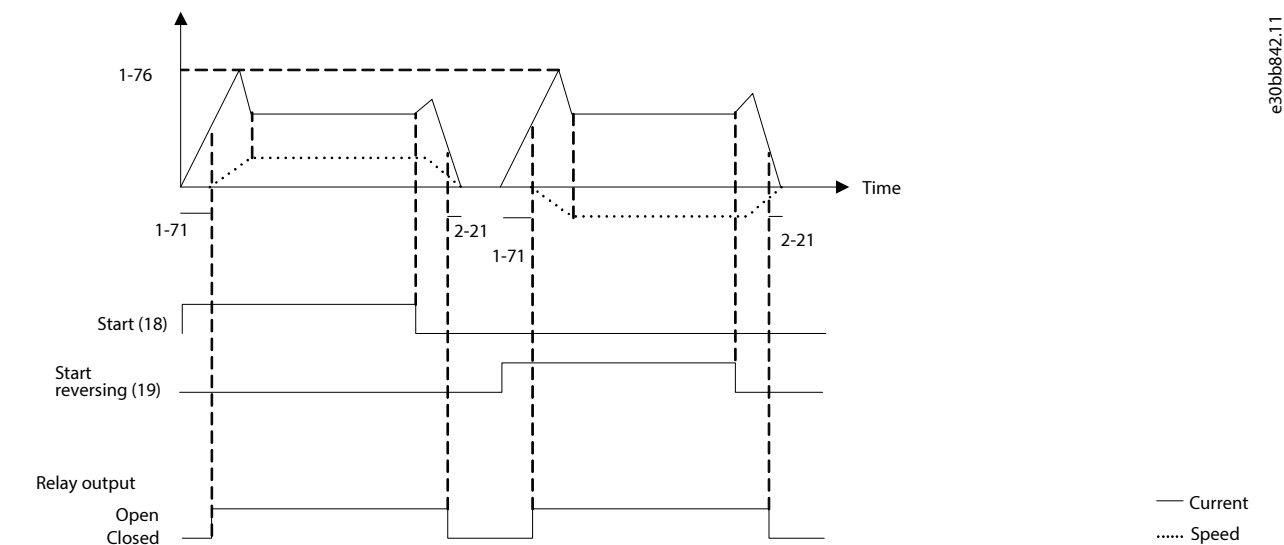 e30bb842.11
1-76
Time
1-71
2-21
1-71
2-21
Start (18)
Start
reversing (19)
Relay output
Open
Closed
Current
Speed